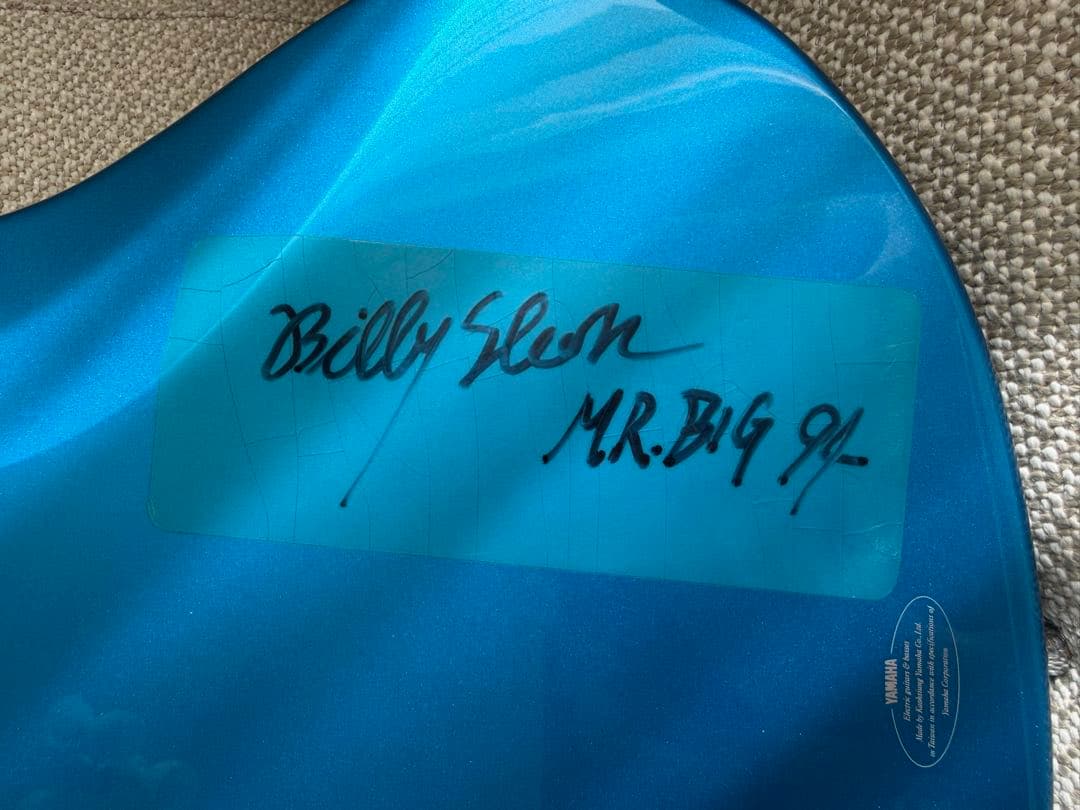 Billy Sheehan
MR. BIG 91
YAMAHA
Electric guitars & basses
Made by Kaohsiung Yamaha Co., Ltd.
in Taiwan in accordance with specifications of
Yamaha Corporation